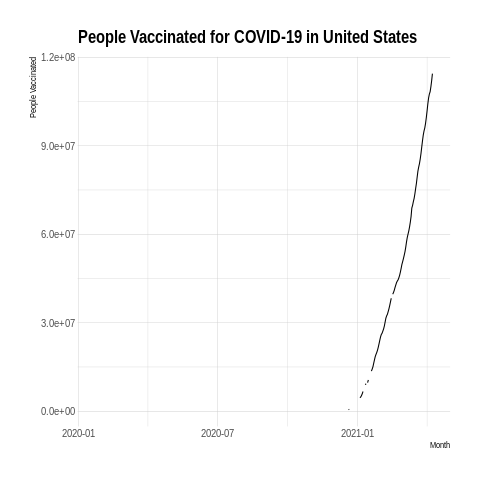 People Vaccinated for COVID-19 in United States
People Vaccinated
1.2e+08
9.0e+07
6.0e+07
3.0e+07
0.0e+00
2020-01
2020-07
2021-01
Month